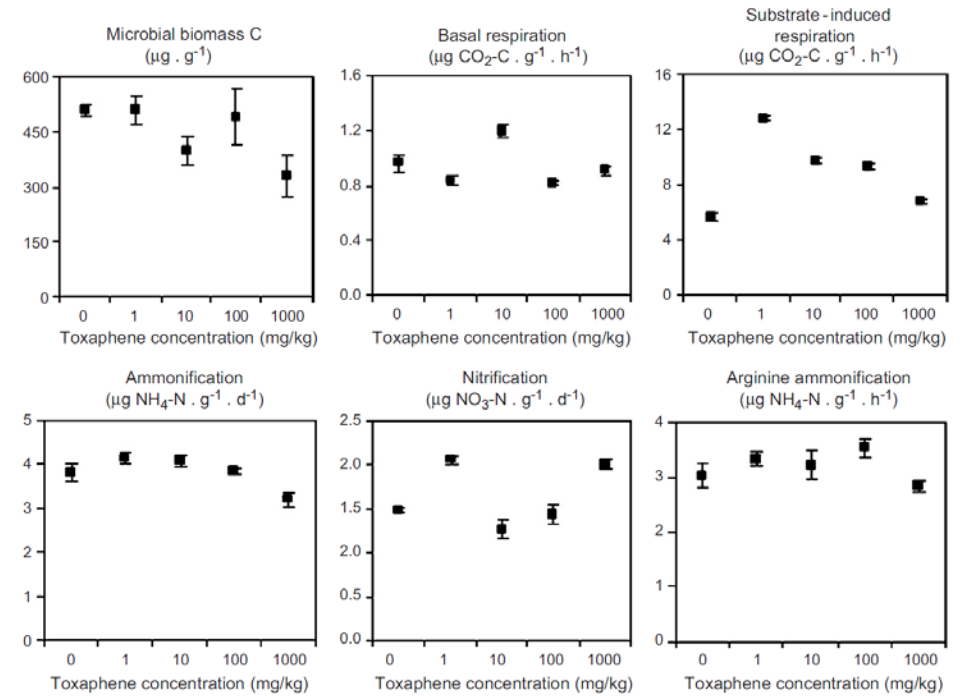 Microbial biomass C
(μg . g⁻¹)
600
450
300
150
0
0 1 10 100 1000
Toxaphene concentration (mg/kg)
Basal respiration
(μg CO₂-C . g⁻¹ . h⁻¹)
1.6
1.2
0.8
0.4
0.0
0 1 10 100 1000
Toxaphene concentration (mg/kg)
Substrate-induced
respiration
(μg CO₂-C . g⁻¹ . h⁻¹)
16
12
8
4
0
0 1 10 100 1000
Toxaphene concentration (mg/kg)
Ammonification
(μg NH₄-N . g⁻¹ . d⁻¹)
5
4
3
2
1
0
0 1 10 100 1000
Toxaphene concentration (mg/kg)
Nitrification
(μg NO₃-N . g⁻¹ . d⁻¹)
2.5
2.0
1.5
2.0
0.5
0.0
0 1 10 100 1000
Toxaphene concentration (mg/kg)
Arginine ammonification
(μg NH₄-N . g⁻¹ . h⁻¹)
4
3
2
1
0
0 1 10 100 1000
Toxaphene concentration (mg/kg)